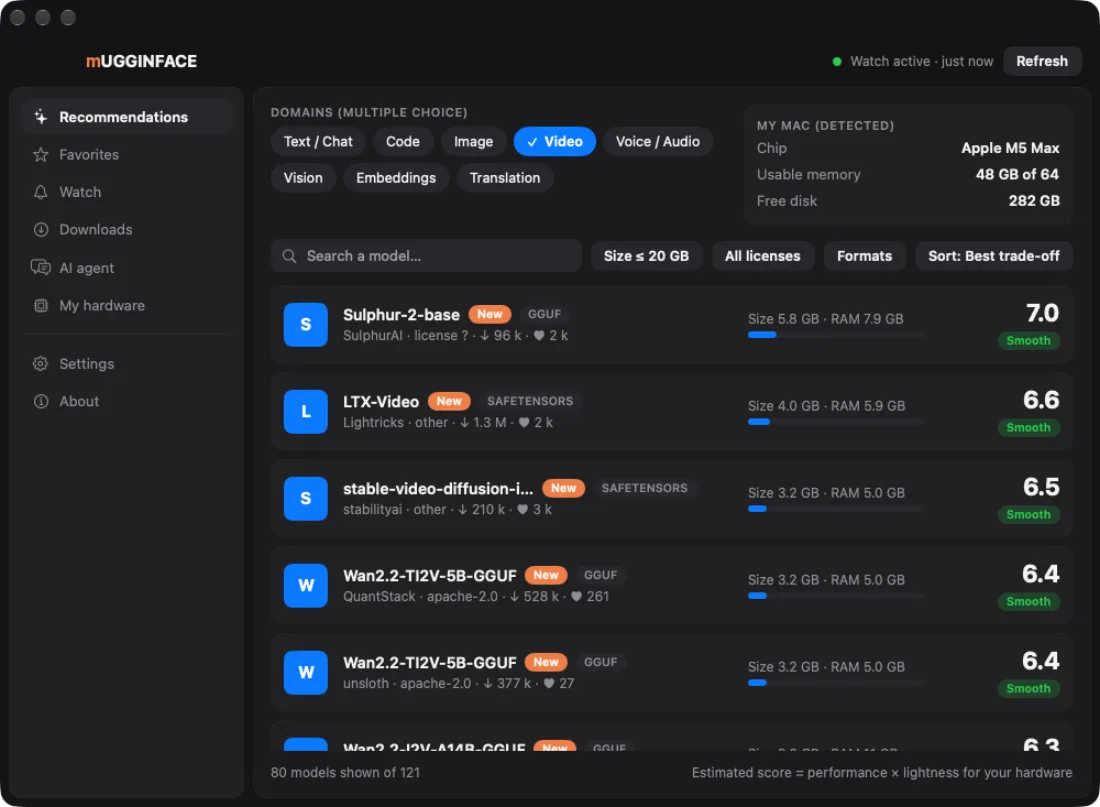 mUGGINFACE
Watch active · just now
Refresh
Recommendations
Favorites
Watch
Downloads
AI agent
My hardware
Settings
About
DOMAINS (MULTIPLE CHOICE)
Text / Chat
Code
Image
✓ Video
Voice / Audio
Vision
Embeddings
Translation
MY MAC (DETECTED)
Chip Apple M5 Max
Usable memory 48 GB of 64
Free disk 282 GB
Search a model...
Size ≤ 20 GB
All licenses
Formats
Sort: Best trade-off
S
Sulphur-2-base New GGUF
SulphurAI · license ? · ↓ 96 k · ♥ 2 k
Size 5.8 GB · RAM 7.9 GB
7.0
Smooth
L
LTX-Video New SAFETENSORS
Lightricks · other · ↓ 1.3 M · ♥ 2 k
Size 4.0 GB · RAM 5.9 GB
6.6
Smooth
S
stable-video-diffusion-i... New SAFETENSORS
stabilityai · other · ↓ 210 k · ♥ 3 k
Size 3.2 GB · RAM 5.0 GB
6.5
Smooth
W
Wan2.2-TI2V-5B-GGUF New GGUF
QuantStack · apache-2.0 · ↓ 528 k · ♥ 261
Size 3.2 GB · RAM 5.0 GB
6.4
Smooth
W
Wan2.2-TI2V-5B-GGUF New GGUF
unsloth · apache-2.0 · ↓ 377 k · ♥ 27
Size 3.2 GB · RAM 5.0 GB
6.4
Smooth
Wan2.2-I2V-A14B-GGUF New GGUF
6.3
80 models shown of 121
Estimated score = performance × lightness for your hardware